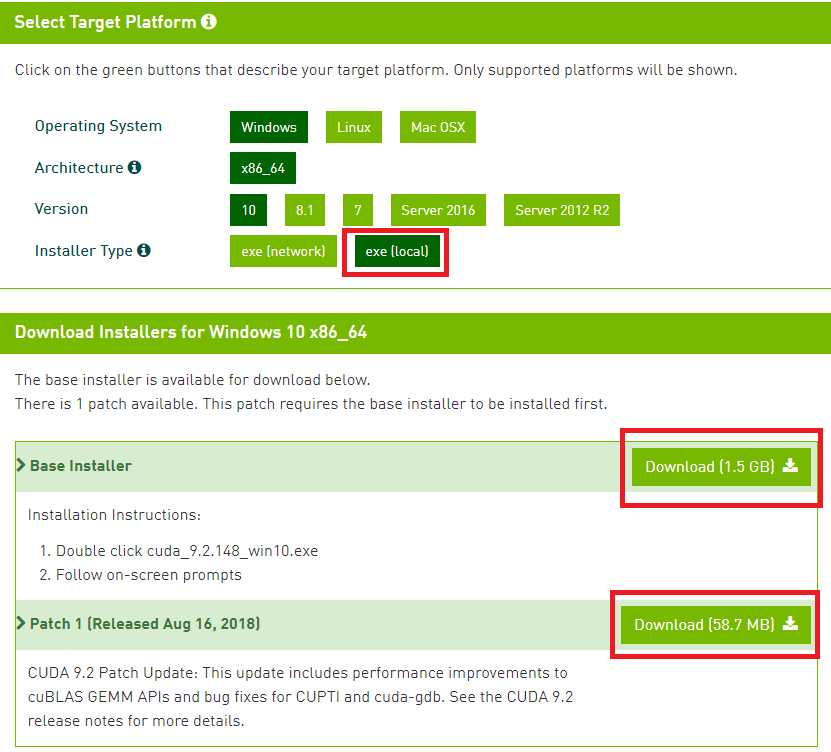 Select Target Platform
Click on the green buttons that describe your target platform. Only supported platforms will be shown.
Operating System Windows Linux Mac OSX
Architecture x86_64
Version 10 8.1 7 Server 2016 Server 2012 R2
Installer Type exe (network) exe (local)
Download Installers for Windows 10 x86_64
The base installer is available for download below.
There is 1 patch available. This patch requires the base installer to be installed first.
Base Installer Download (1.5 GB)
Installation Instructions:
1. Double click cuda_9.2.148_win10.exe
2. Follow on-screen prompts
Patch 1 (Released Aug 16, 2018) Download (58.7 MB)
CUDA 9.2 Patch Update: This update includes performance improvements to
cuBLAS GEMM APIs and bug fixes for CUPTI and cuda-gdb. See the CUDA 9.2
release notes for more details.